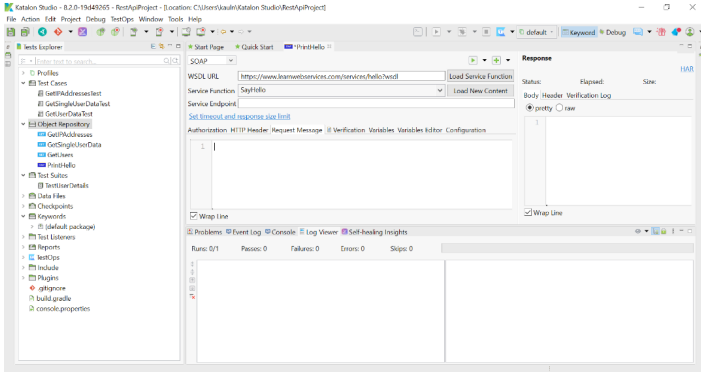 Katalon Studio - 8.2.0-19d49265 - RestApiProject - [Location: C:\Users\kauln\Katalon Studio\RestApiProject]
File Action Edit Project Debug TestOps Window Tools Help
default Keyword Debug
Tests Explorer
Enter text to search...
Profiles
Test Cases
GetIPAddressesTest
GetSingleUserDataTest
GetUserDataTest
Object Repository
GetIPAddresses
GetSingleUserData
GetUsers
PrintHello
Test Suites
TestUserDetails
Data Files
Checkpoints
Keywords
(default package)
Test Listeners
Reports
TestOps
Include
Plugins
.gitignore
build.gradle
console.properties
Start Page Quick Start *PrintHello
SOAP
WSDL URL https://www.learnwebservices.com/services/hello?wsdl Load Service Function
Service Function SayHello Load New Content
Service Endpoint
Set timeout and response size limit
Authorization HTTP Header Request Message Verification Variables Variables Editor Configuration
1
Wrap Line
Response
HAR
Status: Elapsed: Size:
Body Header Verification Log
pretty raw
1
Wrap Line
Problems Event Log Console Log Viewer Self-healing Insights
Runs: 0/1 Passes: 0 Failures: 0 Errors: 0 Skips: 0